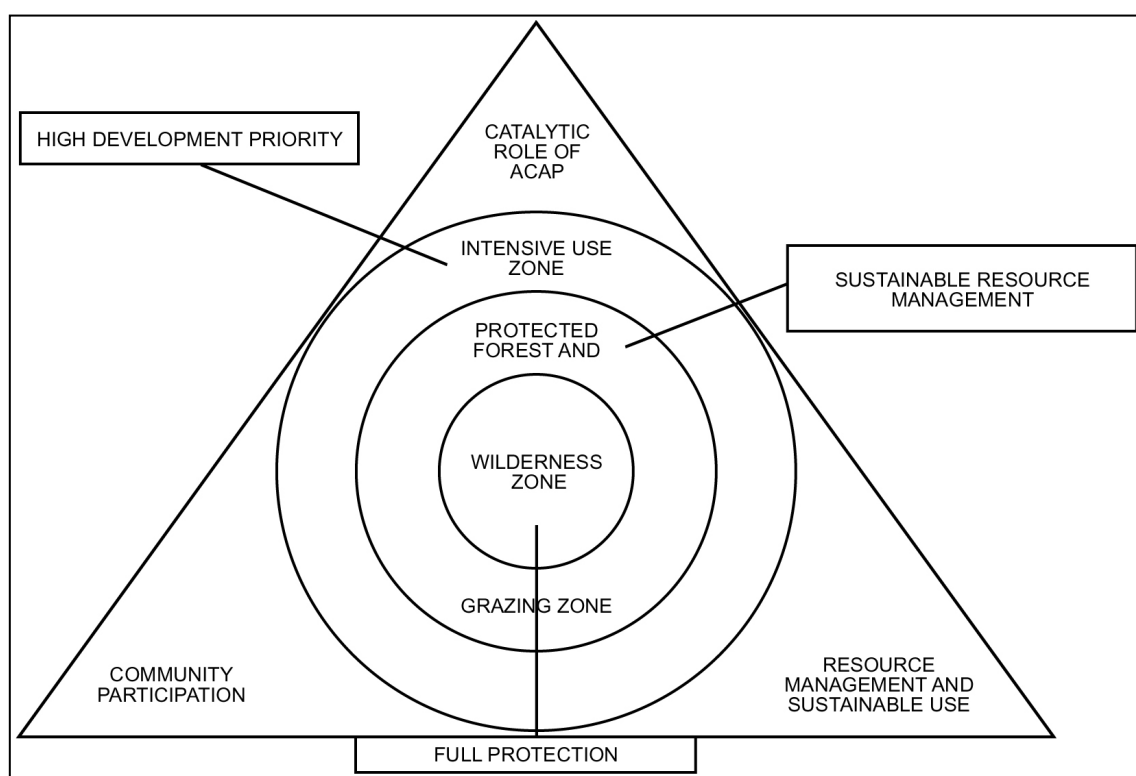 HIGH DEVELOPMENT PRIORITY
CATALYTIC
ROLE OF
ACAP
INTENSIVE USE
ZONE
SUSTAINABLE RESOURCE
MANAGEMENT
PROTECTED
FOREST AND
WILDERNESS
ZONE
GRAZING ZONE
COMMUNITY
PARTICIPATION
RESOURCE
MANAGEMENT AND
SUSTAINABLE USE
FULL PROTECTION